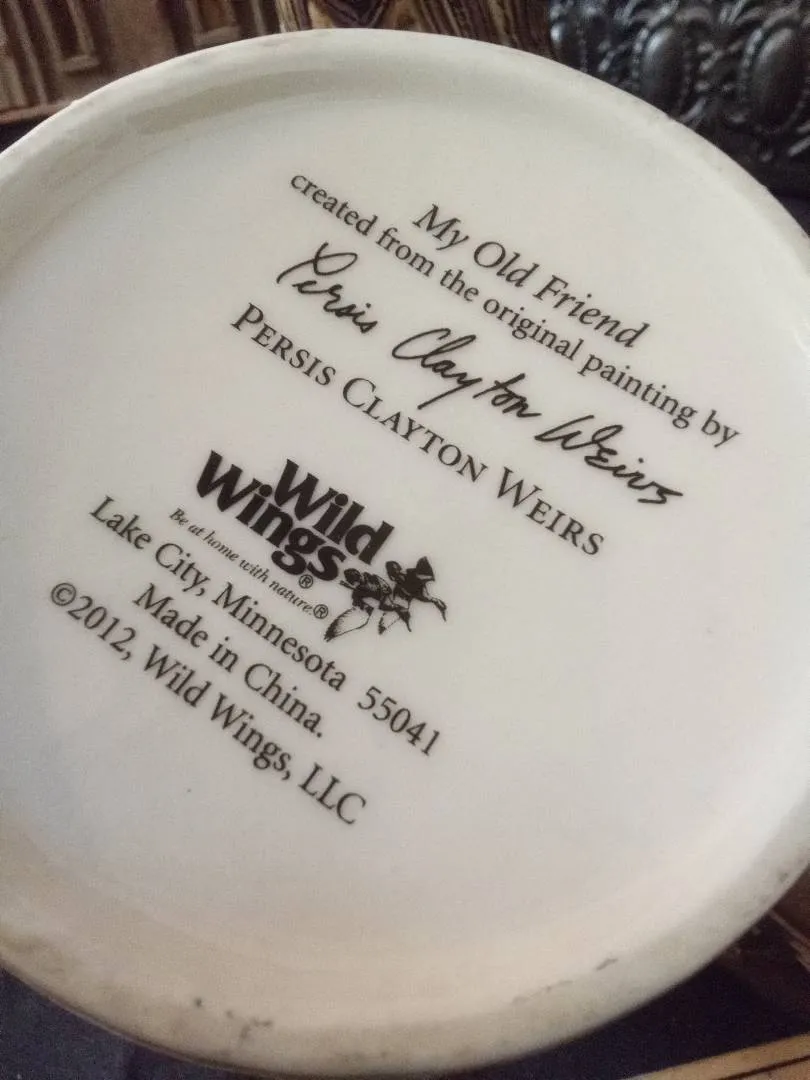 My Old Friend
created from the original painting by
Persis Clayton Weirs
PERSIS CLAYTON WEIRS
Wild
Wings®
Be at home with nature.®
Lake City, Minnesota 55041
Made in China.
©2012, Wild Wings, LLC